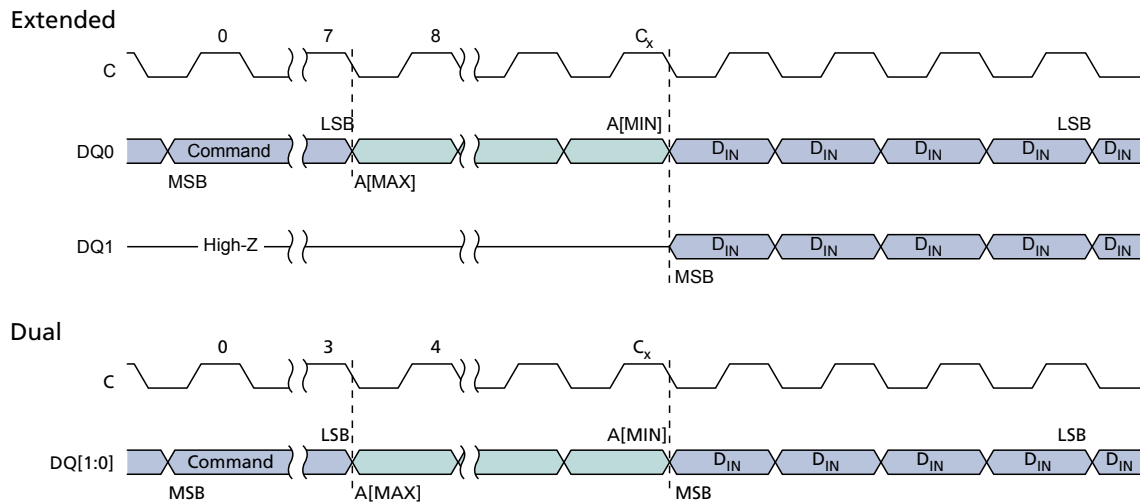 Extended
0 7 8 Cx
C
LSB A[MIN] LSB
DQ0 Command DIN DIN DIN DIN DIN
MSB A[MAX]
DQ1 High-Z DIN DIN DIN DIN DIN
MSB
Dual
0 3 4 Cx
C
LSB A[MIN] LSB
DQ[1:0] Command DIN DIN DIN DIN DIN
MSB A[MAX] MSB